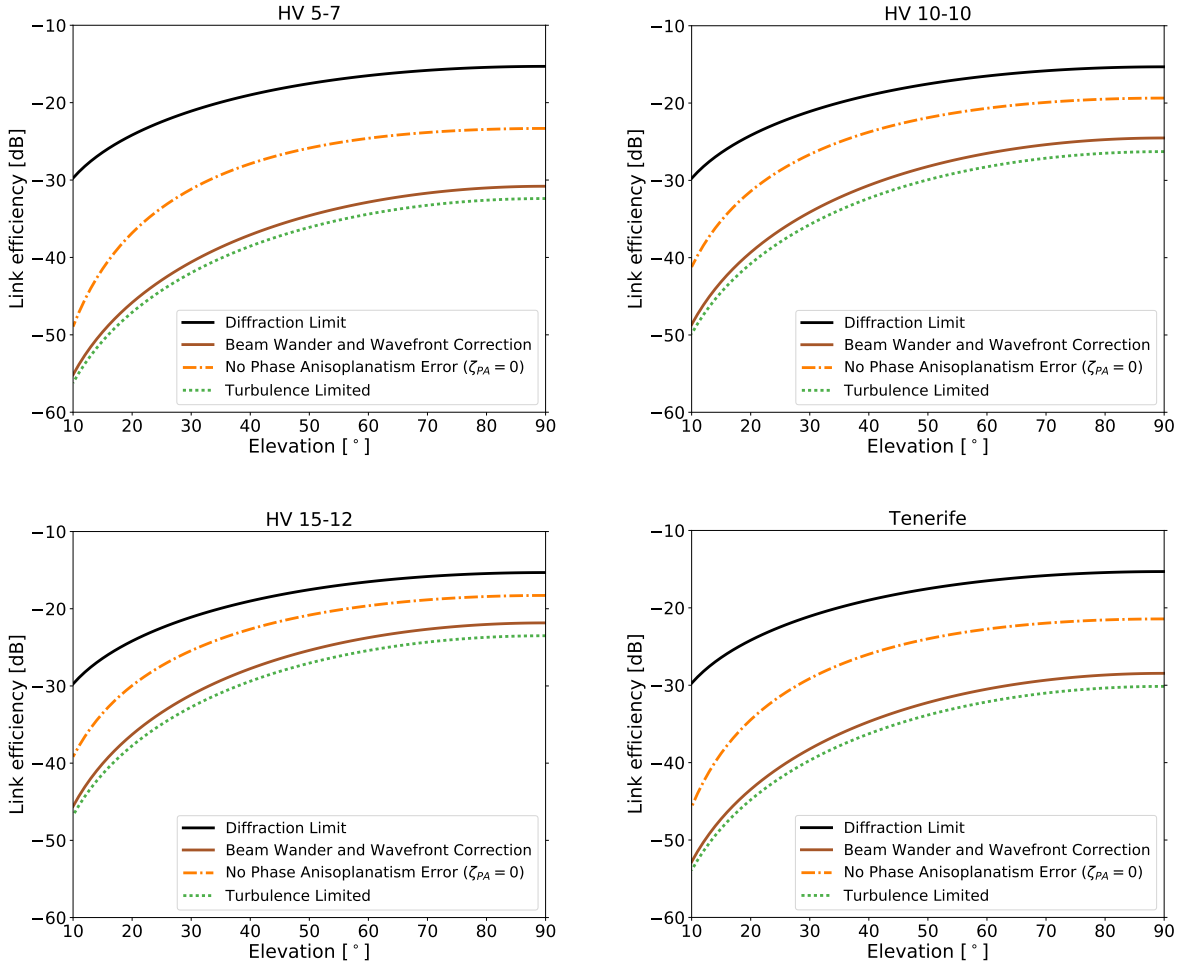 HV 5-7
−10
−20
−30
−40
−50
−60
Link efficiency [dB]
Diffraction Limit
Beam Wander and Wavefront Correction
No Phase Anisoplanatism Error (ζPA = 0)
Turbulence Limited
10 20 30 40 50 60 70 80 90
Elevation [°]
HV 10-10
−10
−20
−30
−40
−50
−60
Link efficiency [dB]
Diffraction Limit
Beam Wander and Wavefront Correction
No Phase Anisoplanatism Error (ζPA = 0)
Turbulence Limited
10 20 30 40 50 60 70 80 90
Elevation [°]
HV 15-12
−10
−20
−30
−40
−50
−60
Link efficiency [dB]
Diffraction Limit
Beam Wander and Wavefront Correction
No Phase Anisoplanatism Error (ζPA = 0)
Turbulence Limited
10 20 30 40 50 60 70 80 90
Elevation [°]
Tenerife
−10
−20
−30
−40
−50
−60
Link efficiency [dB]
Diffraction Limit
Beam Wander and Wavefront Correction
No Phase Anisoplanatism Error (ζPA = 0)
Turbulence Limited
10 20 30 40 50 60 70 80 90
Elevation [°]